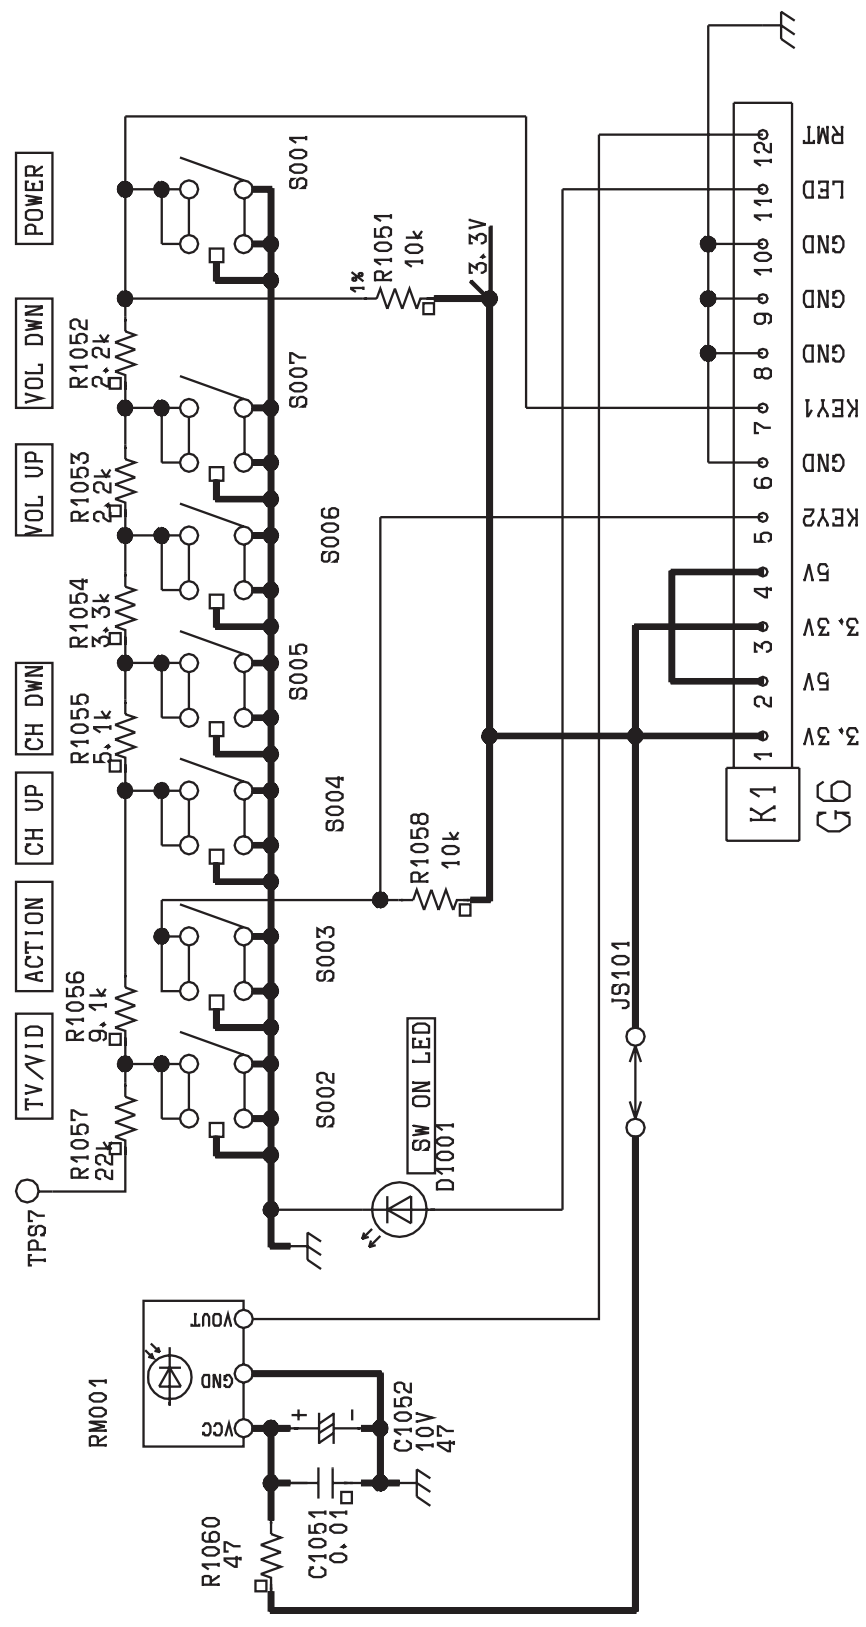 POWER
VOL DWN
VOL UP
CH DWN
CH UP
ACTION
TV/VID
S001
S007
S006
S005
S004
S003
S002
R1052
2.2k
R1053
2.2k
R1054
3.3k
R1055
5.1k
R1056
9.1k
R1057
22k
TPS7
1%
R1051
10k
3.3V
R1058
10k
SW ON LED
D1001
JS101
RMT
LED
GND
GND
GND
KEY1
GND
KEY2
5V
3.3V
5V
3.3V
12
11
10
9
8
7
6
5
4
3
2
1
K1
CG
RM001
VOUT
GND
VCC
+
-
C1052
10V
47
C1051
0.01
R1060
47